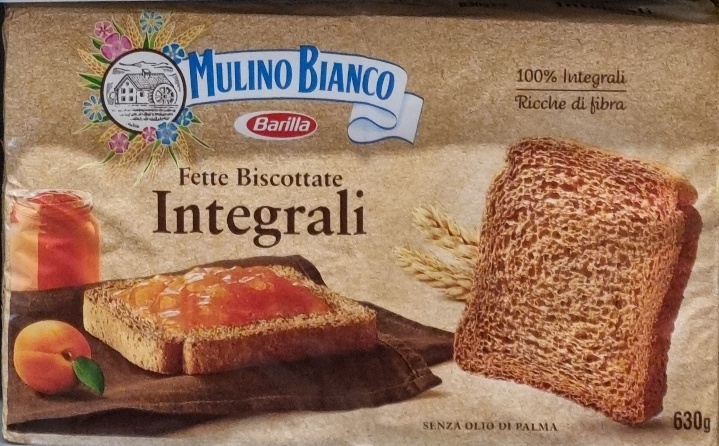 MULINO BIANCO
Barilla
100% Integrali
Ricche di fibra
Fette Biscottate
Integrali
SENZA OLIO DI PALMA
630g